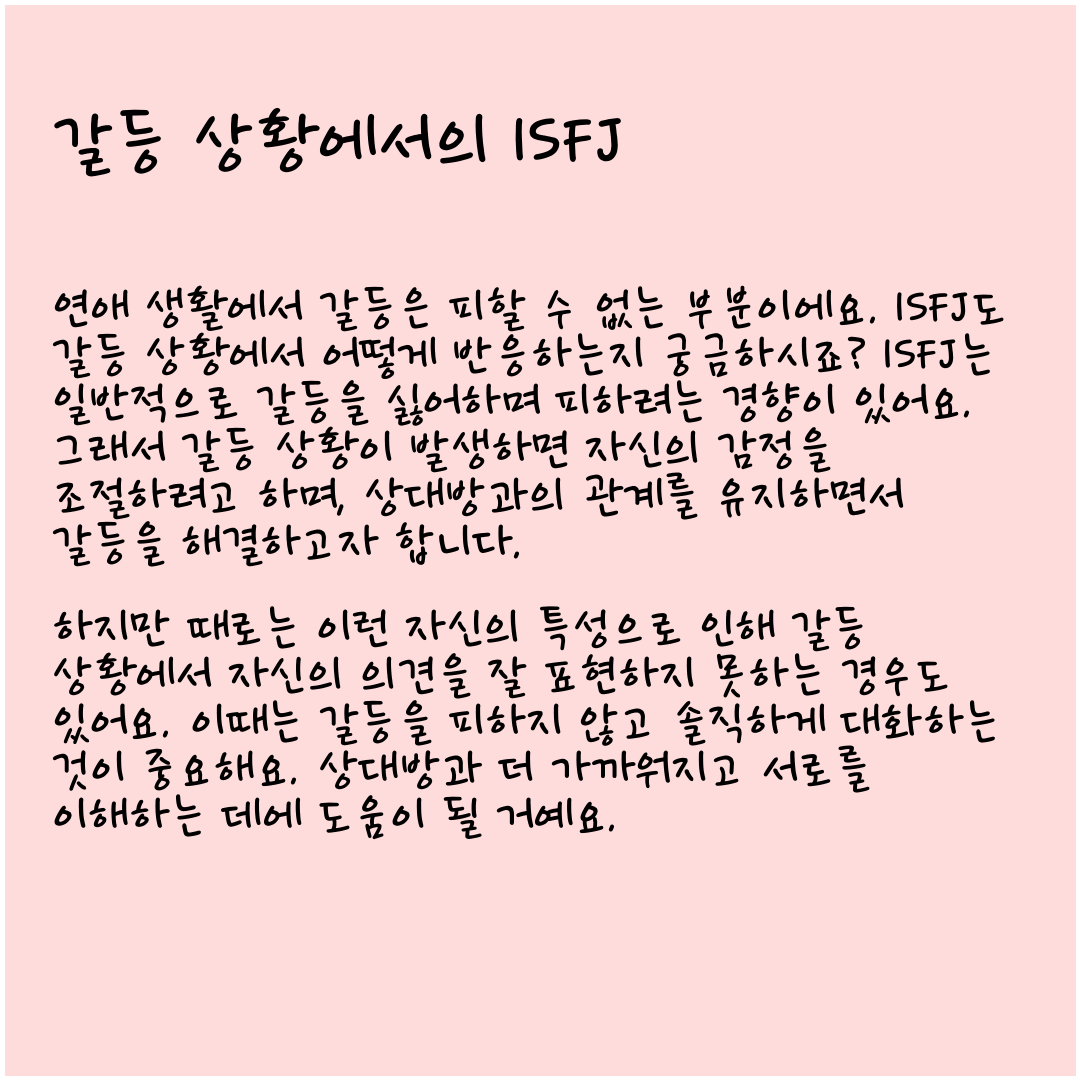 갈등 상황에서의 ISFJ
연애 생활에서 갈등은 피할 수 없는 부분이에요. ISFJ도
갈등 상황에서 어떻게 반응하는지 궁금하시죠? ISFJ는
일반적으로 갈등을 싫어하며 피하려는 경향이 있어요.
그래서 갈등 상황이 발생하면 자신의 감정을
조절하려고 하며, 상대방과의 관계를 유지하면서
갈등을 해결하고자 합니다.
하지만 때로는 이런 자신의 특성으로 인해 갈등
상황에서 자신의 의견을 잘 표현하지 못하는 경우도
있어요. 이때는 갈등을 피하지 않고 솔직하게 대화하는
것이 중요해요. 상대방과 더 가까워지고 서로를
이해하는 데에 도움이 될 거예요.